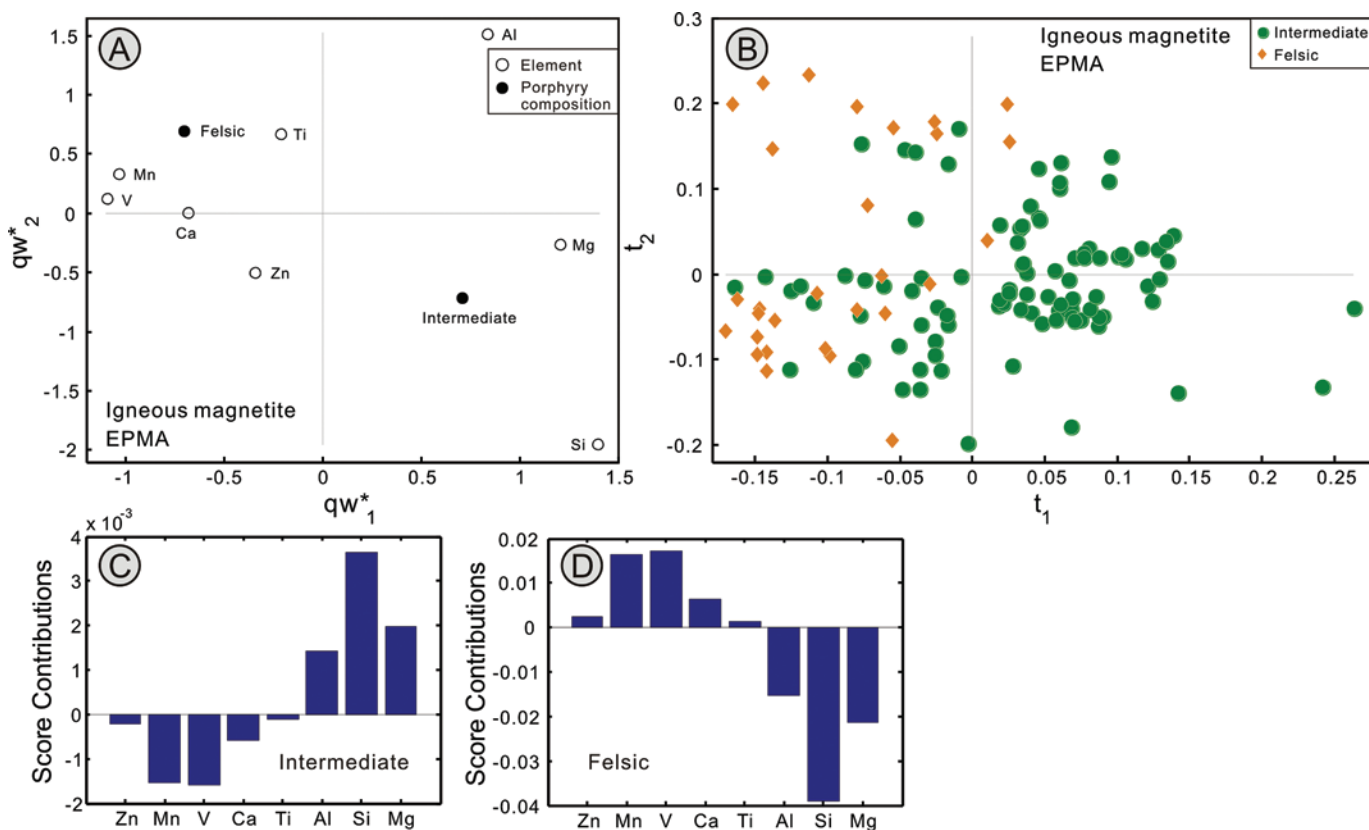 A
1.5
1
0.5
0
-0.5
-1
-1.5
-2
qw*2
Al
Element
Porphyry
composition
Felsic
Ti
Mn
V
Ca
Zn
Mg
Intermediate
Igneous magnetite
EPMA
Si
-1
-0.5
0
0.5
1
1.5
qw*1
B
0.3
0.2
0.1
0
-0.1
-0.2
t2
Igneous magnetite
EPMA
Intermediate
Felsic
-0.15
-0.1
-0.05
0
0.05
0.1
0.15
0.2
0.25
t1
x 10-3
C
4
3
2
1
0
-1
-2
Score Contributions
Intermediate
Zn Mn V Ca Ti Al Si Mg
D
0.02
0.01
0
-0.01
-0.02
-0.03
-0.04
Score Contributions
Felsic
Zn Mn V Ca Ti Al Si Mg